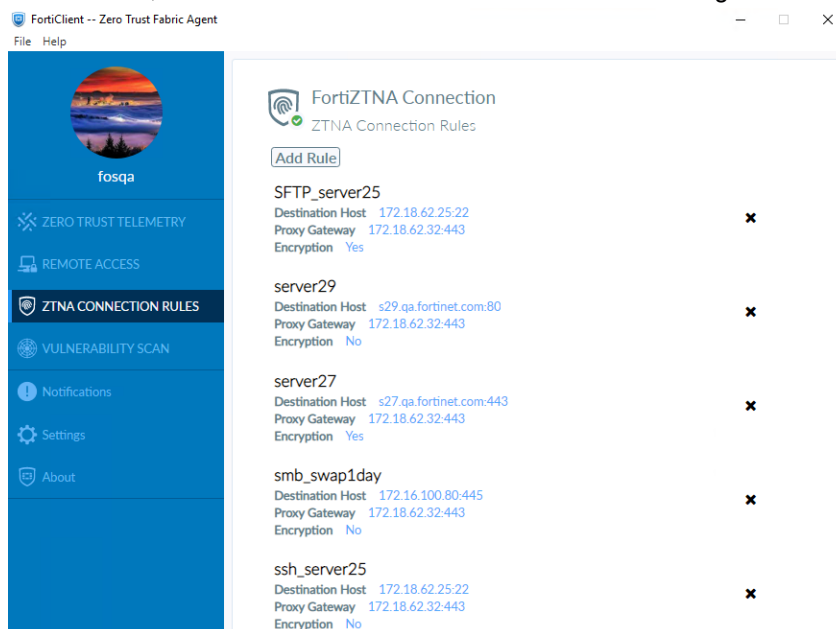 FortiClient -- Zero Trust Fabric Agent
File Help
fosqa
ZERO TRUST TELEMETRY
REMOTE ACCESS
ZTNA CONNECTION RULES
VULNERABILITY SCAN
Notifications
Settings
About
FortiZTNA Connection
ZTNA Connection Rules
Add Rule
SFTP_server25
Destination Host 172.18.62.25:22
Proxy Gateway 172.18.62.32:443
Encryption Yes
server29
Destination Host s29.qa.fortinet.com:80
Proxy Gateway 172.18.62.32:443
Encryption No
server27
Destination Host s27.qa.fortinet.com:443
Proxy Gateway 172.18.62.32:443
Encryption Yes
smb_swap1day
Destination Host 172.16.100.80:445
Proxy Gateway 172.18.62.32:443
Encryption No
ssh_server25
Destination Host 172.18.62.25:22
Proxy Gateway 172.18.62.32:443
Encryption No